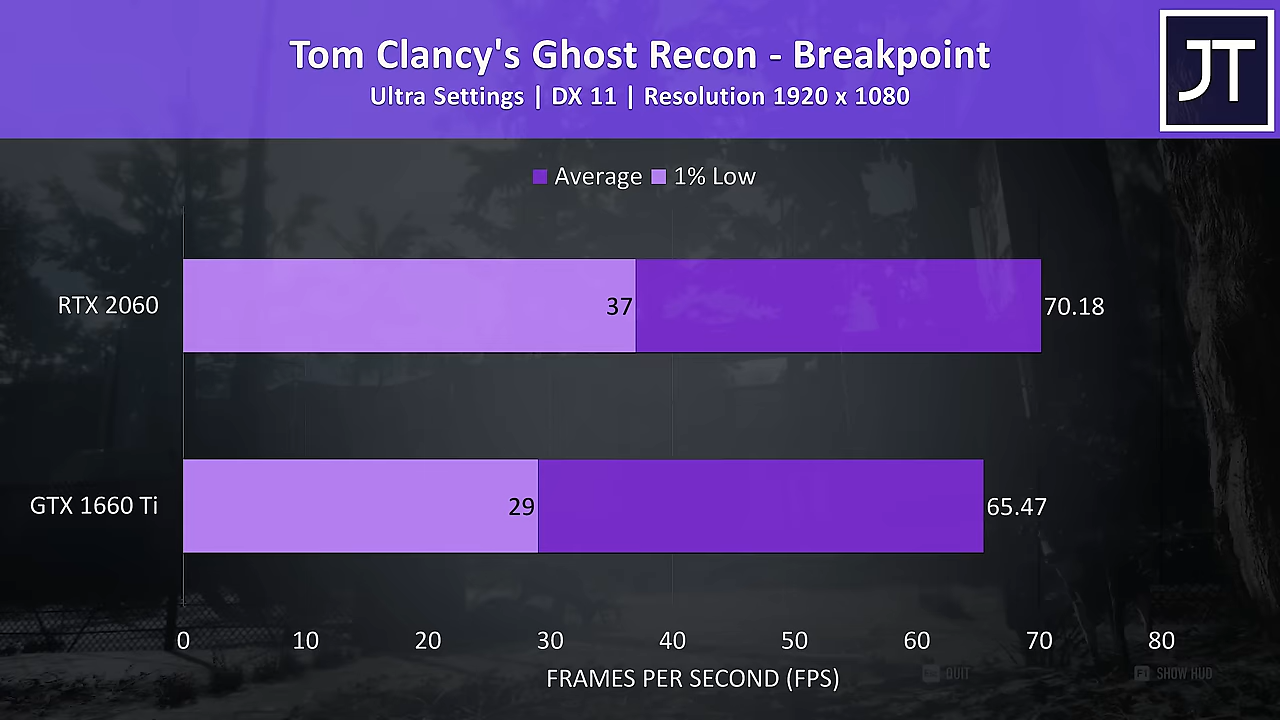 Tom Clancy's Ghost Recon - Breakpoint
Ultra Settings | DX 11 | Resolution 1920 x 1080
JT
Average 1% Low
RTX 2060 37 70.18
GTX 1660 Ti 29 65.47
0 10 20 30 40 50 60 70 80
FRAMES PER SECOND (FPS)
QUIT F1 SHOW HUD